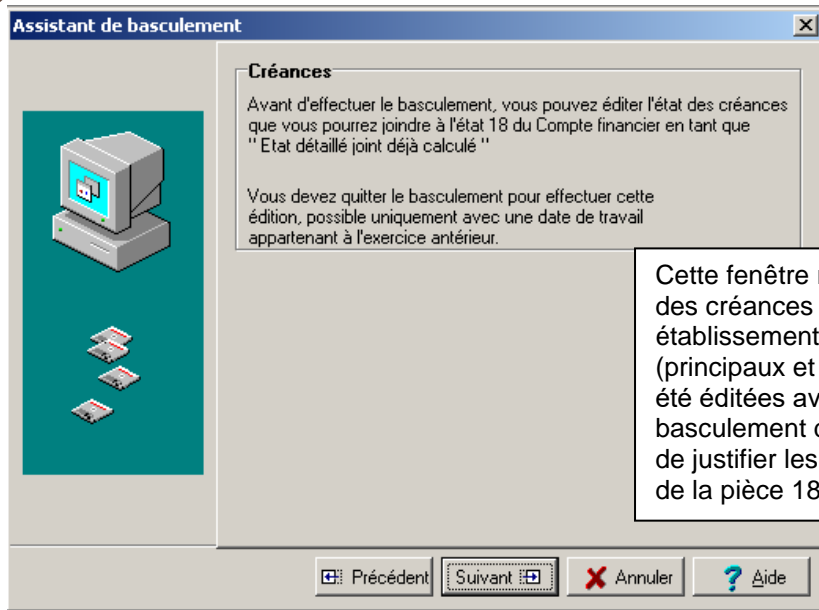 Assistant de basculement
Créances
Avant d'effectuer le basculement, vous pouvez éditer l'état des créances
que vous pourrez joindre à l'état 18 du Compte financier en tant que
'' Etat détaillé joint déjà calculé ''
Vous devez quitter le basculement pour effectuer cette
édition, possible uniquement avec une date de travail
appartenant à l'exercice antérieur.
Cette fenêtre
des créances
établissement
(principaux et
été éditées
basculement
de justifier les
de la pièce 18
Précédent Suivant Annuler Aide